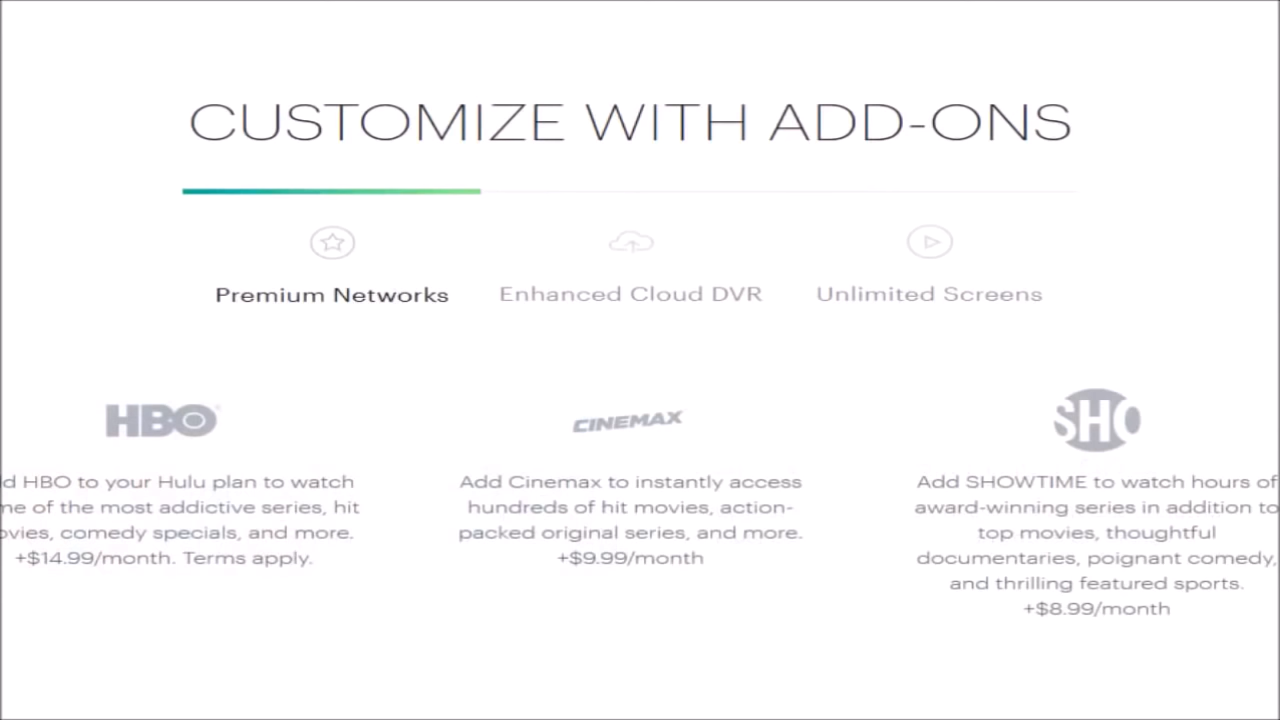 CUSTOMIZE WITH ADD-ONS
Premium Networks
Enhanced Cloud DVR
Unlimited Screens
HBO
HBO to your Hulu plan to watch
of the most addictive series, hit
comedy specials, and more.
+$14.99/month. Terms apply.
CINEMAX
Add Cinemax to instantly access
hundreds of hit movies, action-
packed original series, and more.
+$9.99/month
SHO
Add SHOWTIME to watch hours of
award-winning series in addition to
top movies, thoughtful
documentaries, poignant comedy,
and thrilling featured sports.
+$8.99/month